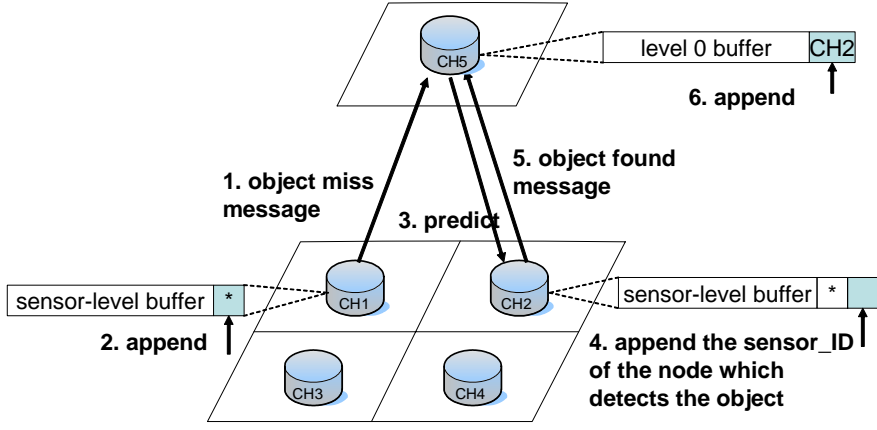 CH5
level 0 buffer CH2
6. append
1. object miss
message
5. object found
message
3. predict
sensor-level buffer *
2. append
CH1
CH2
sensor-level buffer *
4. append the sensor_ID
of the node which
detects the object
CH3
CH4